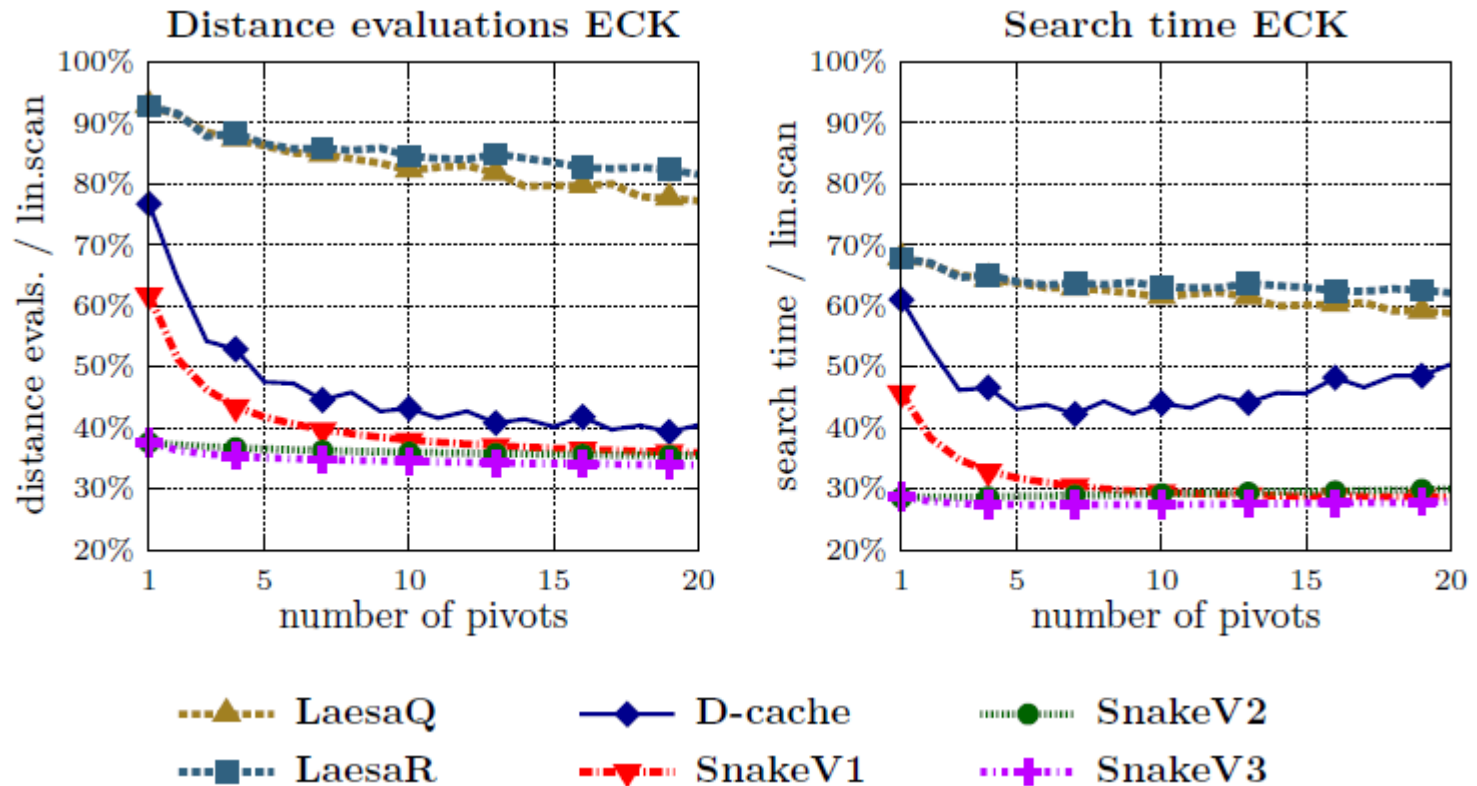 Distance evaluations ECK
distance evals. / lin.scan
100%
90%
80%
70%
60%
50%
40%
30%
20%
1 5 10 15 20
number of pivots
Search time ECK
search time / lin.scan
100%
90%
80%
70%
60%
50%
40%
30%
20%
1 5 10 15 20
number of pivots
LaesaQ D-cache SnakeV2
LaesaR SnakeV1 SnakeV3